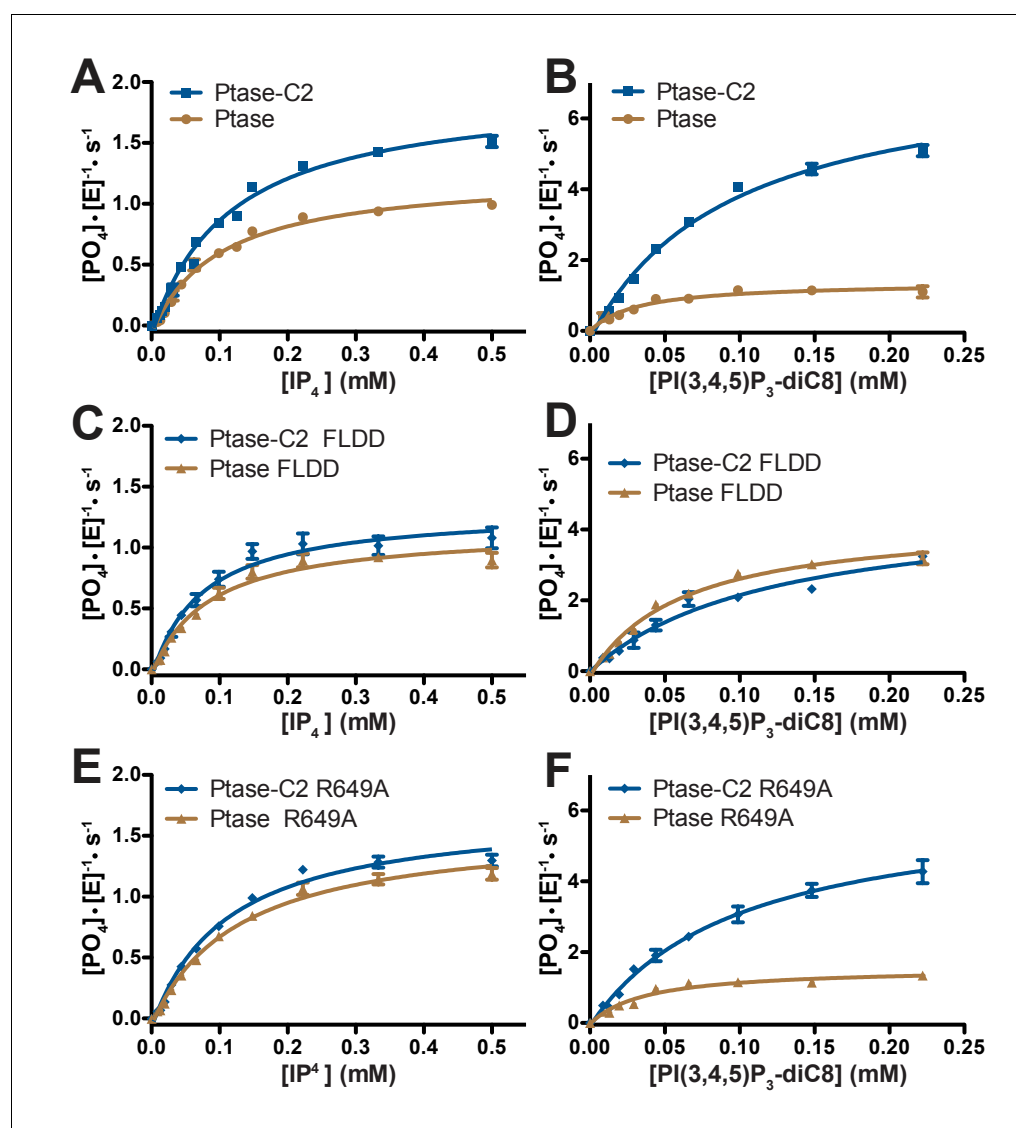 A
Ptase-C2
Ptase
2.0
1.5
1.0
0.5
0.0
[PO₄]•[E]⁻¹• s⁻¹
0.0 0.1 0.2 0.3 0.4 0.5
[IP₄] (mM)
B
Ptase-C2
Ptase
6
4
2
0
[PO₄]•[E]⁻¹• s⁻¹
0.00 0.05 0.10 0.15 0.20 0.25
[PI(3,4,5)P₃-diC8] (mM)
C
Ptase-C2 FLDD
Ptase FLDD
2.0
1.5
1.0
0.5
0.0
[PO₄]•[E]⁻¹• s⁻¹
0.0 0.1 0.2 0.3 0.4 0.5
[IP₄] (mM)
D
Ptase-C2 FLDD
Ptase FLDD
6
4
2
0
[PO₄]•[E]⁻¹• s⁻¹
0.00 0.05 0.10 0.15 0.20 0.25
[PI(3,4,5)P₃-diC8] (mM)
E
Ptase-C2 R649A
Ptase R649A
2.0
1.5
1.0
0.5
0.0
[PO₄]•[E]⁻¹• s⁻¹
0.0 0.1 0.2 0.3 0.4 0.5
[IP⁴] (mM)
F
Ptase-C2 R649A
Ptase R649A
6
4
2
0
[PO₄]•[E]⁻¹• s⁻¹
0.00 0.05 0.10 0.15 0.20 0.25
[PI(3,4,5)P₃-diC8] (mM)